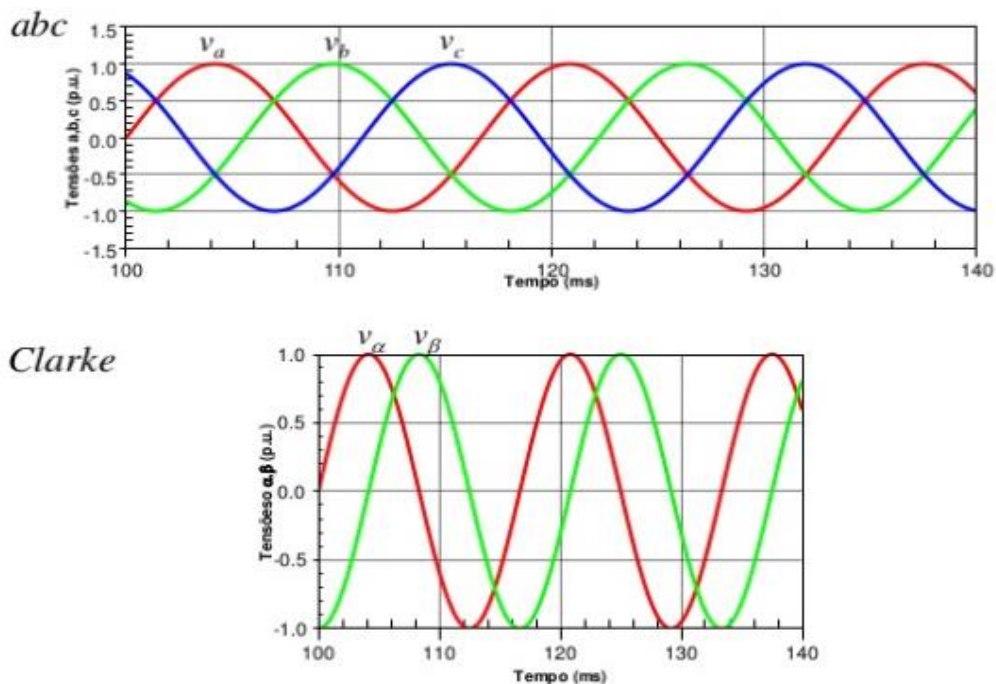 abc
v_a v_b v_c
Tensões a,b,c (p.u.)
1.5
1.0
0.5
0.0
-0.5
-1.0
-1.5
100 110 120 130 140
Tempo (ms)
Clarke
v_α v_β
Tensõeso α,β (p.u.)
1.0
0.5
0.0
-0.5
-1.0
100 110 120 130 140
Tempo (ms)